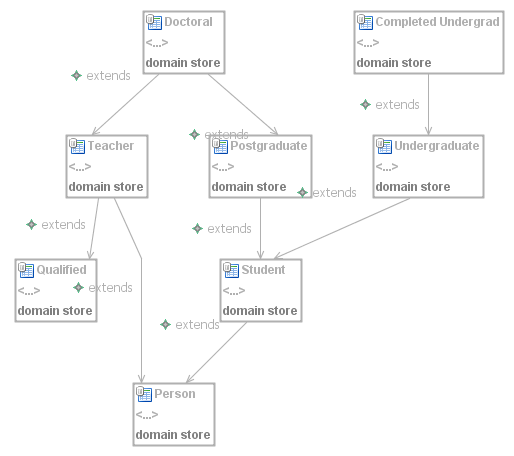 Doctoral
<...>
domain store
Completed Undergrad
<...>
domain store
extends
extends
Teacher
<...>
domain store
extends
Postgraduate
<...>
domain store
Undergraduate
<...>
domain store
extends
extends
extends
Qualified
<...>
domain store
extends
Student
<...>
domain store
extends
Person
<...>
domain store